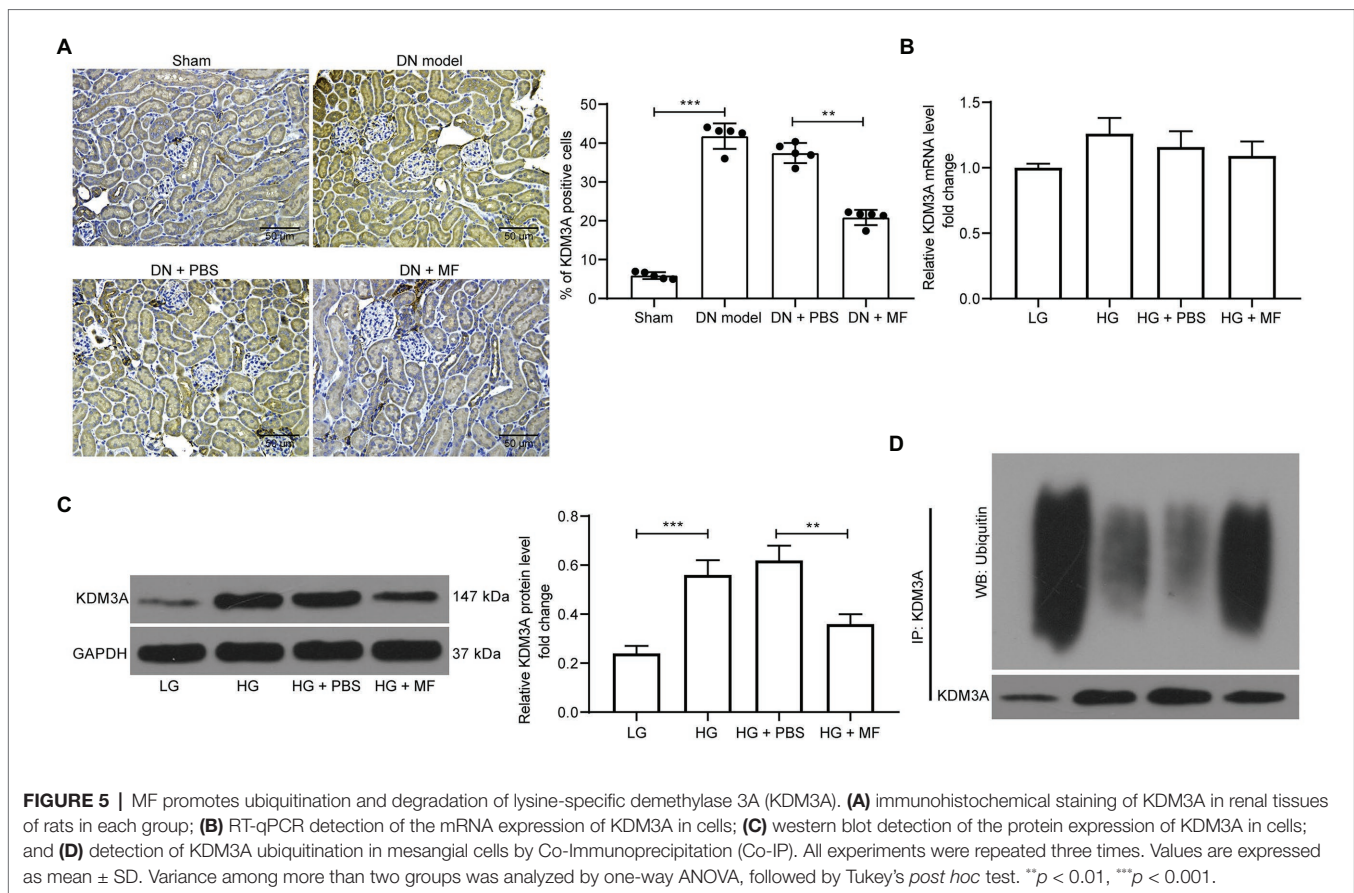 A
Sham
DN model
50 μm
50 μm
DN + PBS
DN + MF
50 μm
50 μm
% of KDM3A positive cells
50
40
30
20
10
0
***
**
Sham
DN model
DN + PBS
DN + MF
B
Relative KDM3A mRNA level
fold change
1.5
1.0
0.5
0.0
LG
HG
HG + PBS
HG + MF
C
KDM3A
147 kDa
GAPDH
37 kDa
LG
HG
HG + PBS
HG + MF
Relative KDM3A protein level
fold change
0.8
0.6
0.4
0.2
0.0
***
**
LG
HG
HG + PBS
HG + MF
D
IP: KDM3A
WB: Ubiquitin
KDM3A
FIGURE 5 | MF promotes ubiquitination and degradation of lysine-specific demethylase 3A (KDM3A). (A) immunohistochemical staining of KDM3A in renal tissues
of rats in each group; (B) RT-qPCR detection of the mRNA expression of KDM3A in cells; (C) western blot detection of the protein expression of KDM3A in cells;
and (D) detection of KDM3A ubiquitination in mesangial cells by Co-Immunoprecipitation (Co-IP). All experiments were repeated three times. Values are expressed
as mean ± SD. Variance among more than two groups was analyzed by one-way ANOVA, followed by Tukey's post hoc test. **p < 0.01, ***p < 0.001.